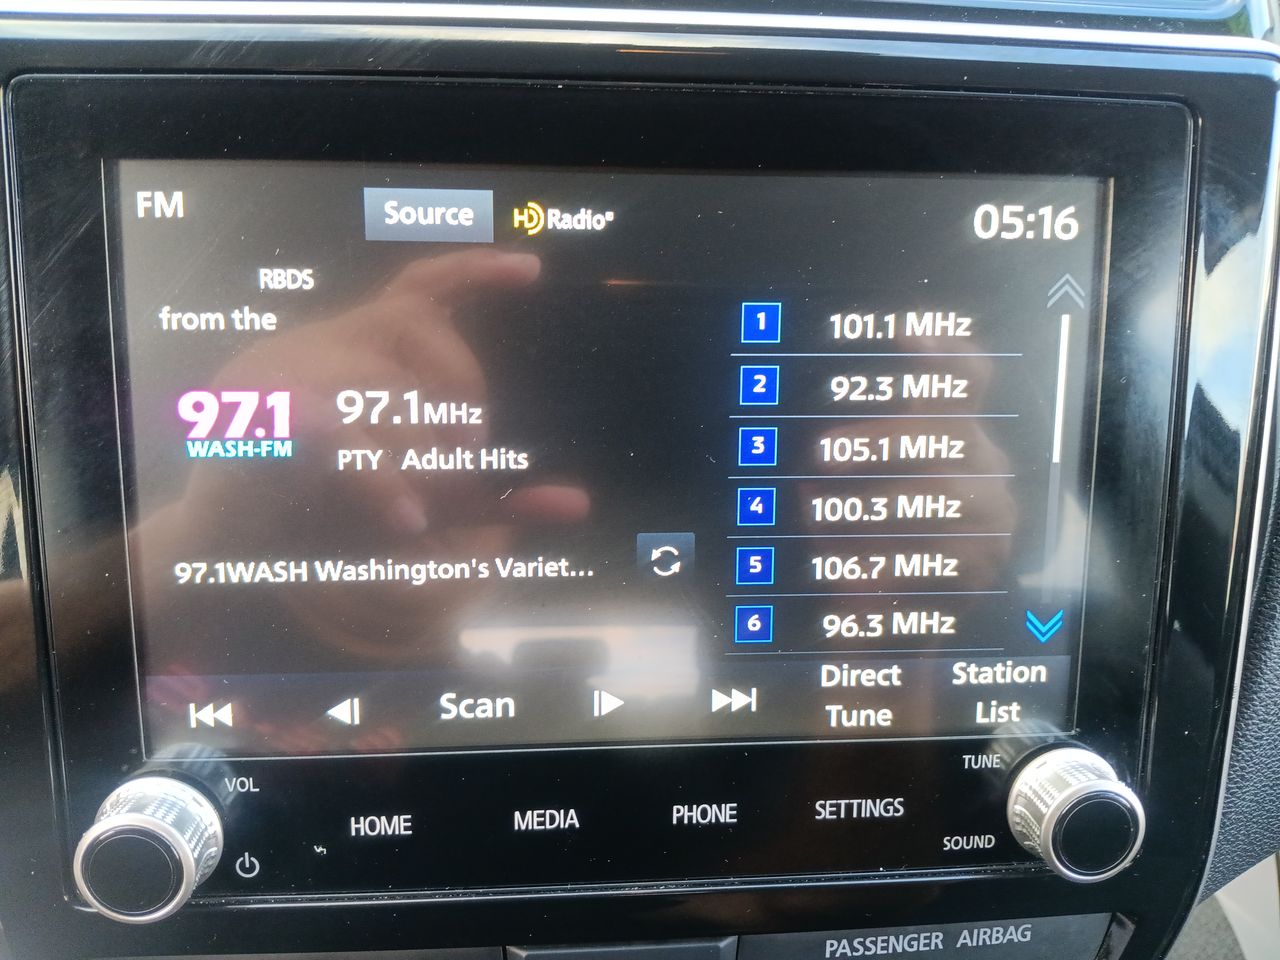 FM
Source
HD Radio®
05:16
RBDS
from the
97.1
WASH-FM
97.1MHz
PTY Adult Hits
97.1WASH Washington's Variet...
1 101.1 MHz
2 92.3 MHz
3 105.1 MHz
4 100.3 MHz
5 106.7 MHz
6 96.3 MHz
Scan
Direct
Tune
Station
List
VOL
HOME
MEDIA
PHONE
SETTINGS
TUNE
SOUND
PASSENGER AIRBAG